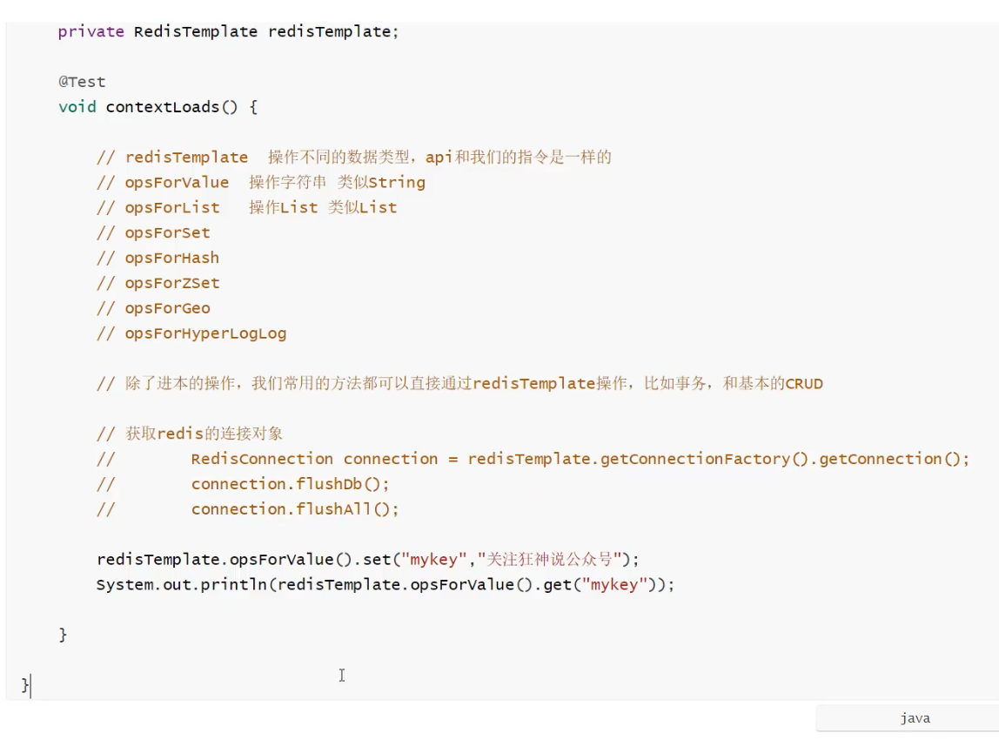 private RedisTemplate redisTemplate;
@Test
void contextLoads() {
// redisTemplate  操作不同的数据类型，api和我们的指令是一样的
// opsForValue  操作字符串 类似String
// opsForList   操作List 类似List
// opsForSet
// opsForHash
// opsForZSet
// opsForGeo
// opsForHyperLogLog
// 除了进本的操作，我们常用的方法都可以直接通过redisTemplate操作，比如事务，和基本的CRUD
// 获取redis的连接对象
//        RedisConnection connection = redisTemplate.getConnectionFactory().getConnection();
//        connection.flushDb();
//        connection.flushAll();
redisTemplate.opsForValue().set("mykey","关注狂神说公众号");
System.out.println(redisTemplate.opsForValue().get("mykey"));
}
}
java